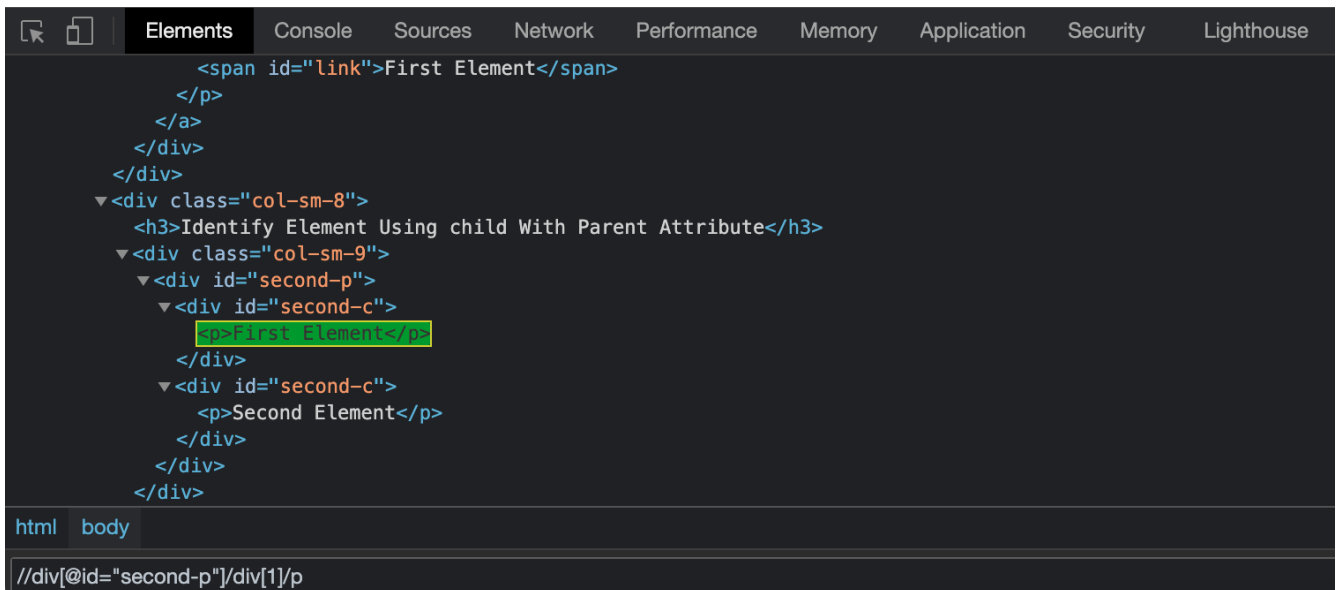 Elements Console Sources Network Performance Memory Application Security Lighthouse
<span id="link">First Element</span>
</p>
</a>
</div>
</div>
▼<div class="col-sm-8">
<h3>Identify Element Using child With Parent Attribute</h3>
▼<div class="col-sm-9">
▼<div id="second-p">
▼<div id="second-c">
<p>First Element</p>
</div>
▼<div id="second-c">
<p>Second Element</p>
</div>
</div>
</div>
html body
//div[@id="second-p"]/div[1]/p